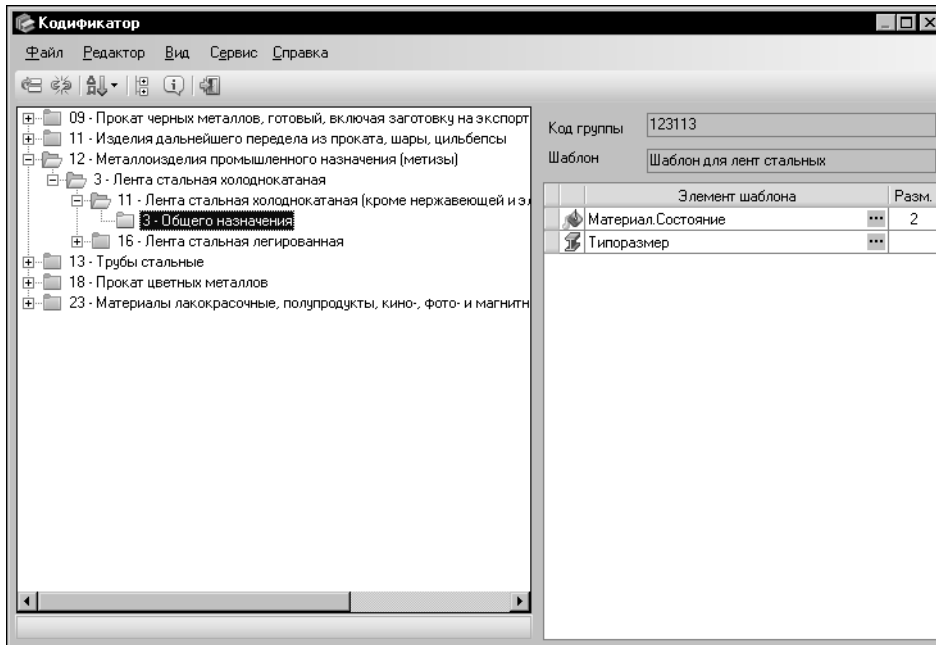 Кодификатор
Файл Редактор Вид Сервис Справка
09 - Прокат черных металлов, готовый, включая заготовку на экспорт
11 - Изделия дальнейшего передела из проката, шары, цильбепсы
12 - Металлоизделия промышленного назначения (метизы)
3 - Лента стальная холоднокатаная
11 - Лента стальная холоднокатаная (кроме нержавеющей и эл
3 - Общего назначения
16 - Лента стальная легированная
13 - Трубы стальные
18 - Прокат цветных металлов
23 - Материалы лакокрасочные, полупродукты, кино-, фото- и магнитн
Код группы 123113
Шаблон Шаблон для лент стальных
Элемент шаблона Разм.
Материал.Состояние ... 2
Типоразмер ...